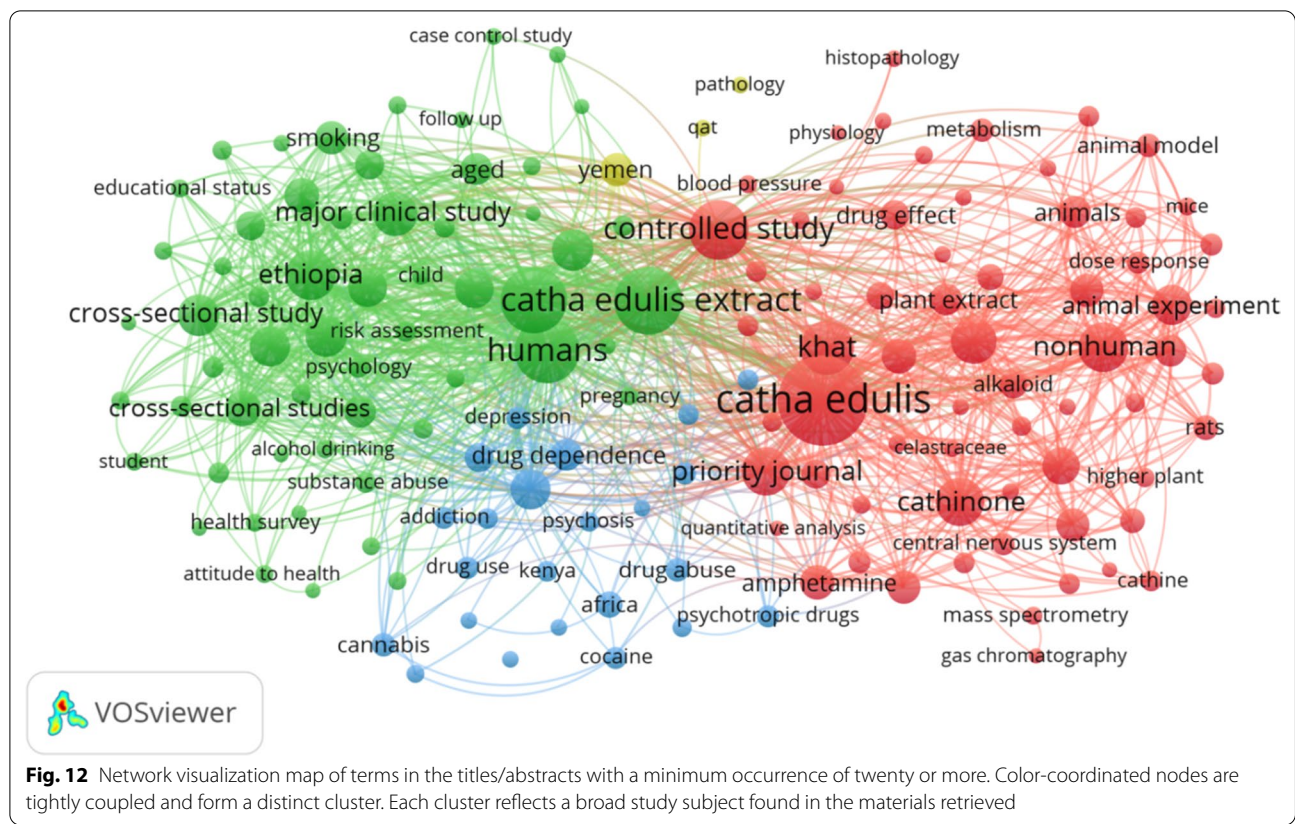 case control study
histopathology
pathology
follow up
qat
smoking
physiology
metabolism
animal model
aged
yemen
educational status
blood pressure
major clinical study
controlled study
drug effect
animals
mice
ethiopia
child
dose response
cross-sectional study
catha edulis extract
plant extract
animal experiment
risk assessment
humans
khat
nonhuman
psychology
alkaloid
pregnancy
catha edulis
cross-sectional studies
depression
rats
alcohol drinking
drug dependence
celastraceae
student
substance abuse
priority journal
higher plant
cathinone
health survey
addiction
psychosis
quantitative analysis
central nervous system
attitude to health
drug use
kenya
drug abuse
amphetamine
cathine
africa
psychotropic drugs
mass spectrometry
cannabis
cocaine
gas chromatography
VOSviewer
Fig. 12 Network visualization map of terms in the titles/abstracts with a minimum occurrence of twenty or more. Color-coordinated nodes are
tightly coupled and form a distinct cluster. Each cluster reflects a broad study subject found in the materials retrieved